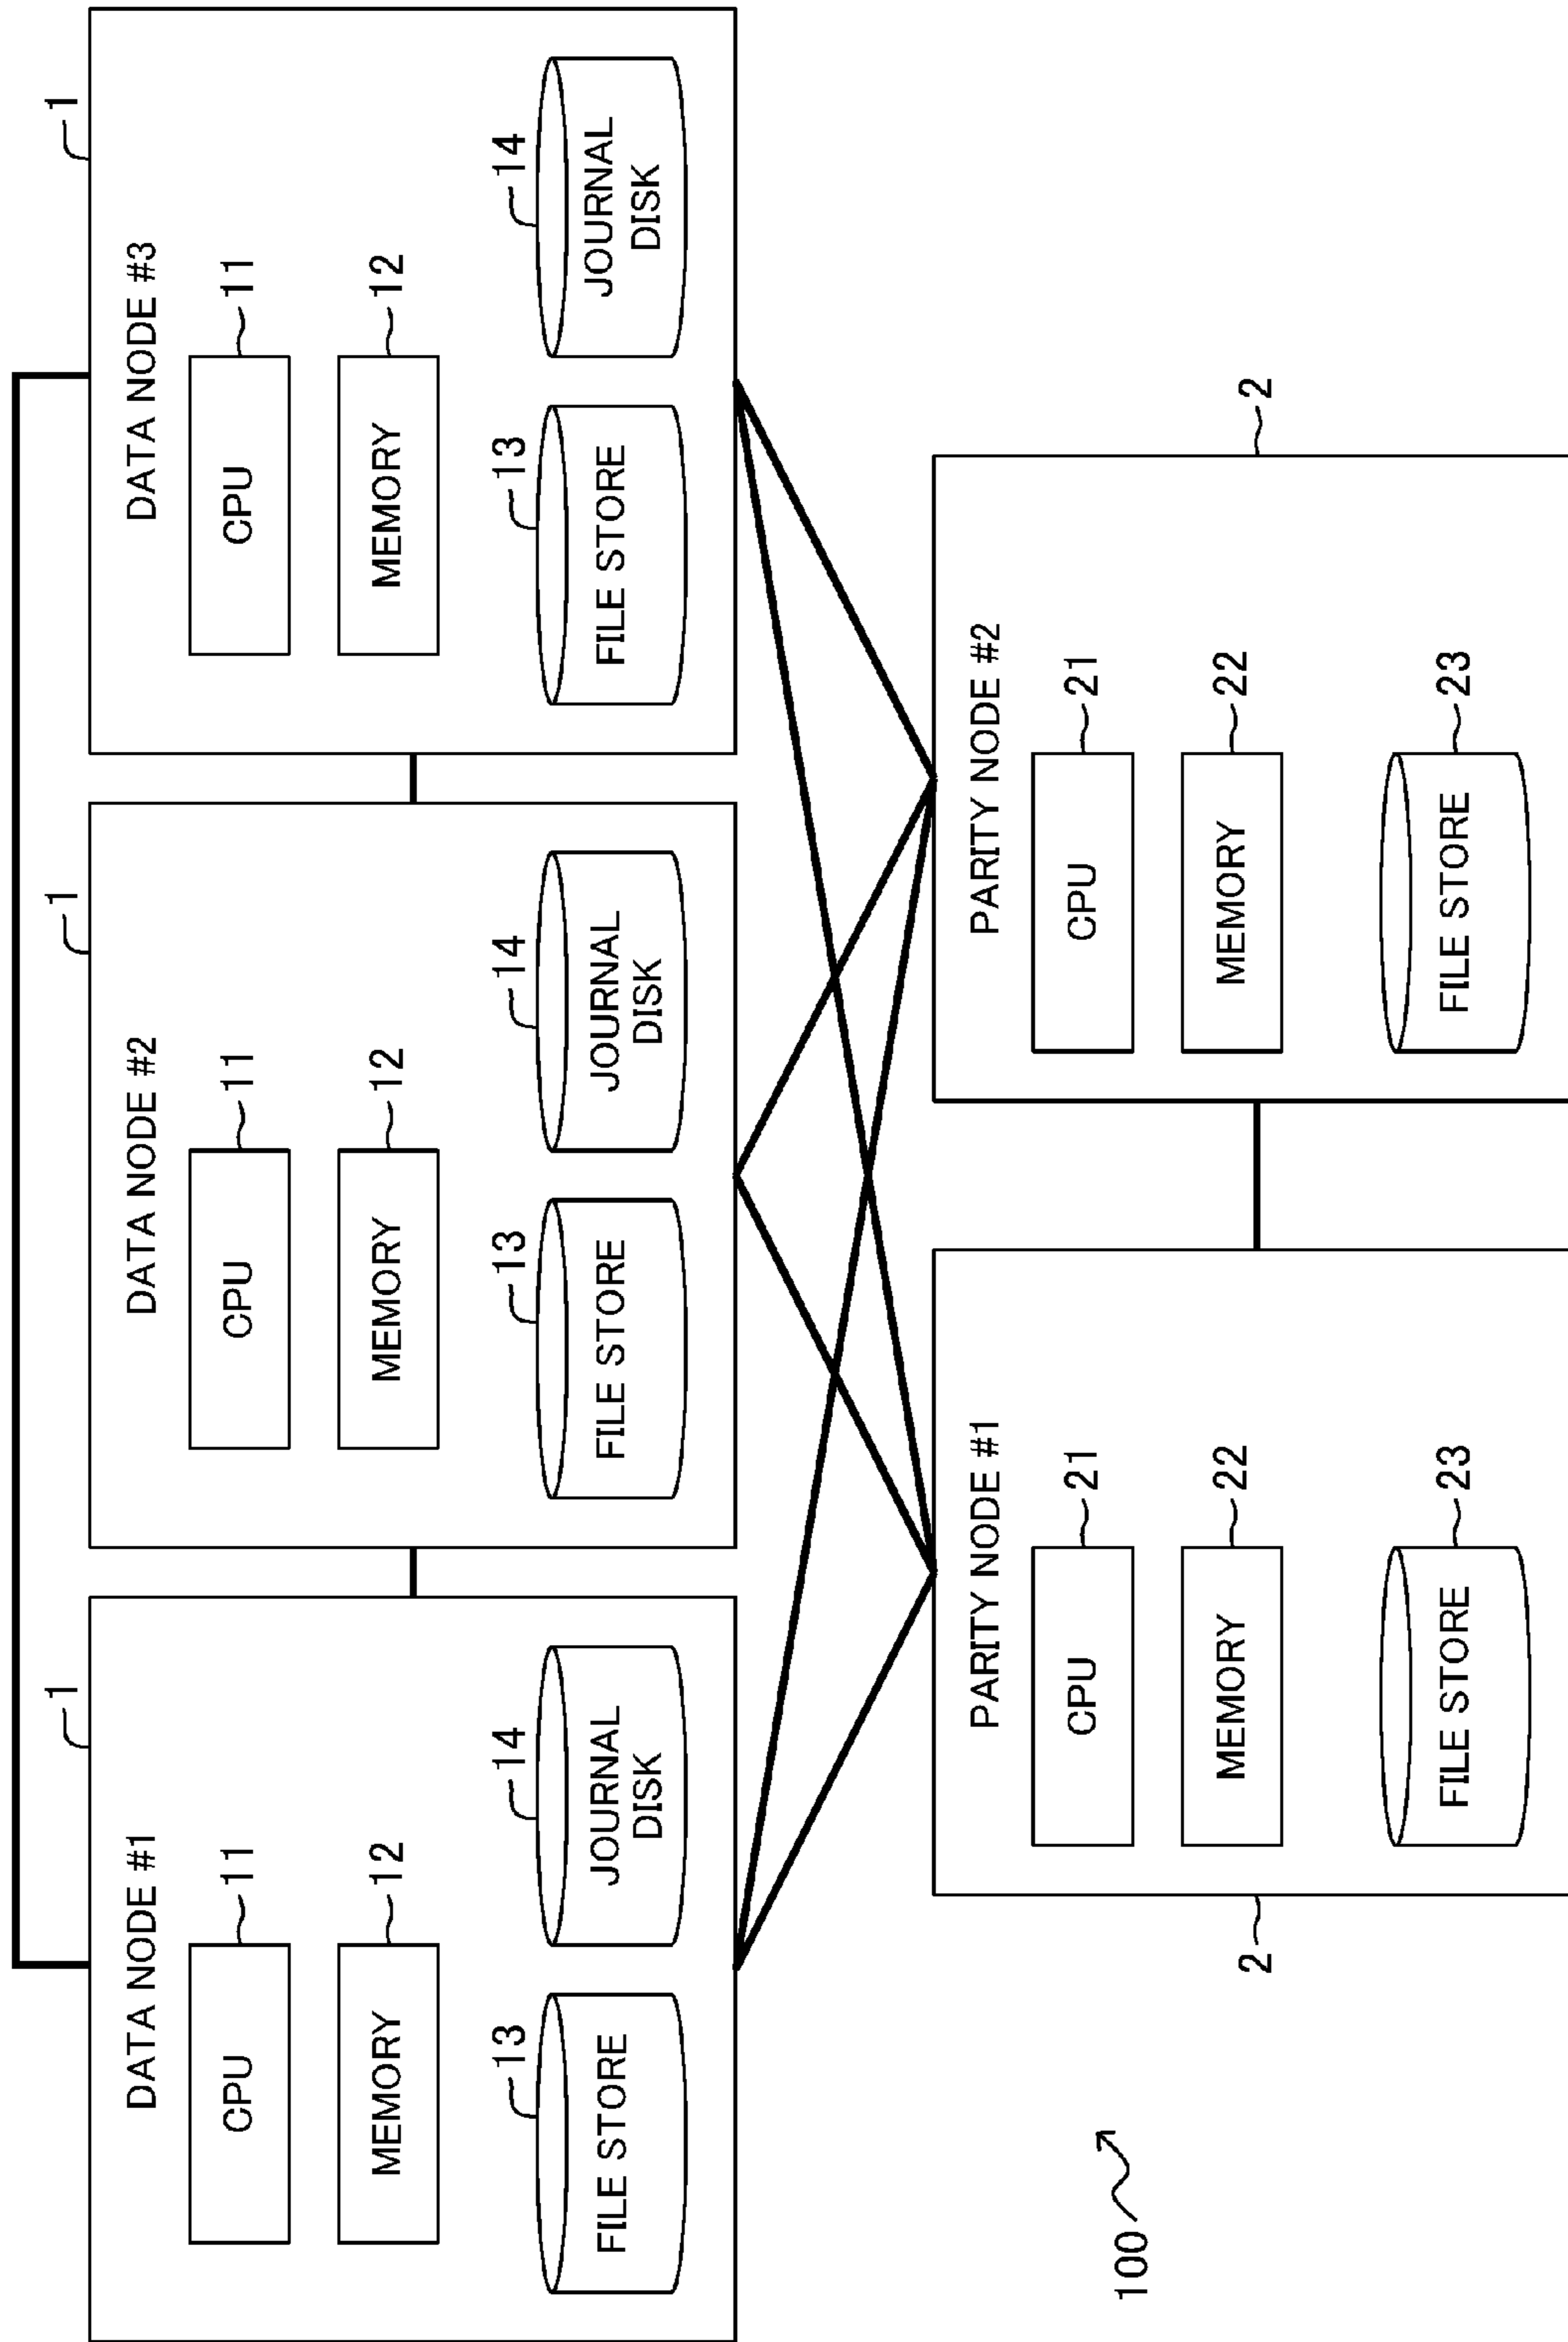 1
1
1
DATA NODE #1
DATA NODE #2
DATA NODE #3
CPU
11
CPU
11
CPU
11
MEMORY
12
MEMORY
12
MEMORY
12
13
14
13
14
13
14
FILE STORE
JOURNAL
DISK
FILE STORE
JOURNAL
DISK
FILE STORE
JOURNAL
DISK
PARITY NODE #1
PARITY NODE #2
CPU
21
CPU
21
100
MEMORY
22
MEMORY
22
2
2
FILE STORE
23
FILE STORE
23